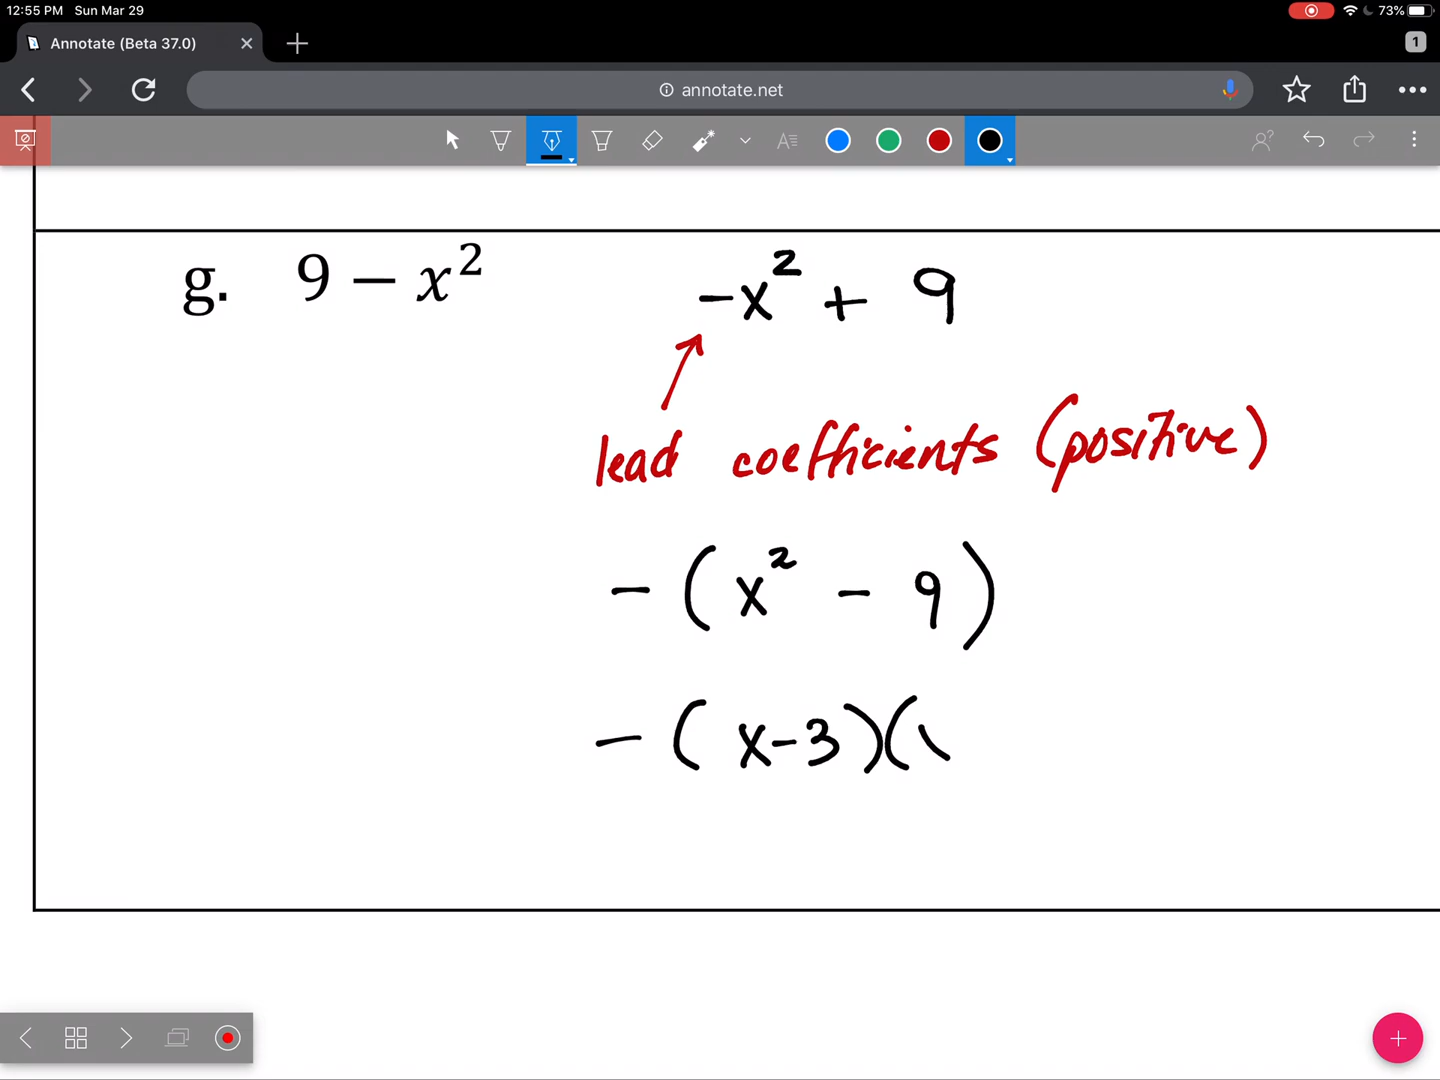 12:55 PM Sun Mar 29 73%
Annotate (Beta 37.0) 1
annotate.net
g. 9 − x² -x² + 9
lead coefficients (positive)
- (x² - 9)
- (x-3)(